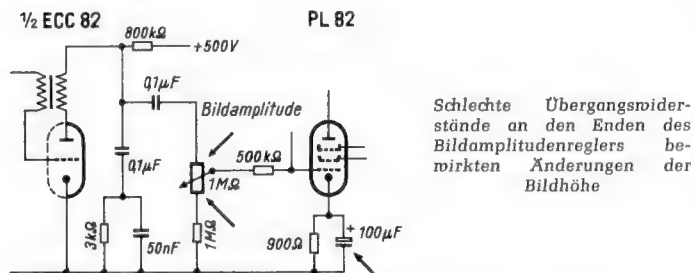 ½ ECC 82
PL 82
800kΩ
+500V
0,1µF
Bildamplitude
0,1µF
1MΩ
500kΩ
3kΩ
50nF
1MΩ
900Ω
+ 100µF
Schlechte Übergangswider-
stände an den Enden des
Bildamplitudenreglers be-
wirkten Änderungen der
Bildhöhe